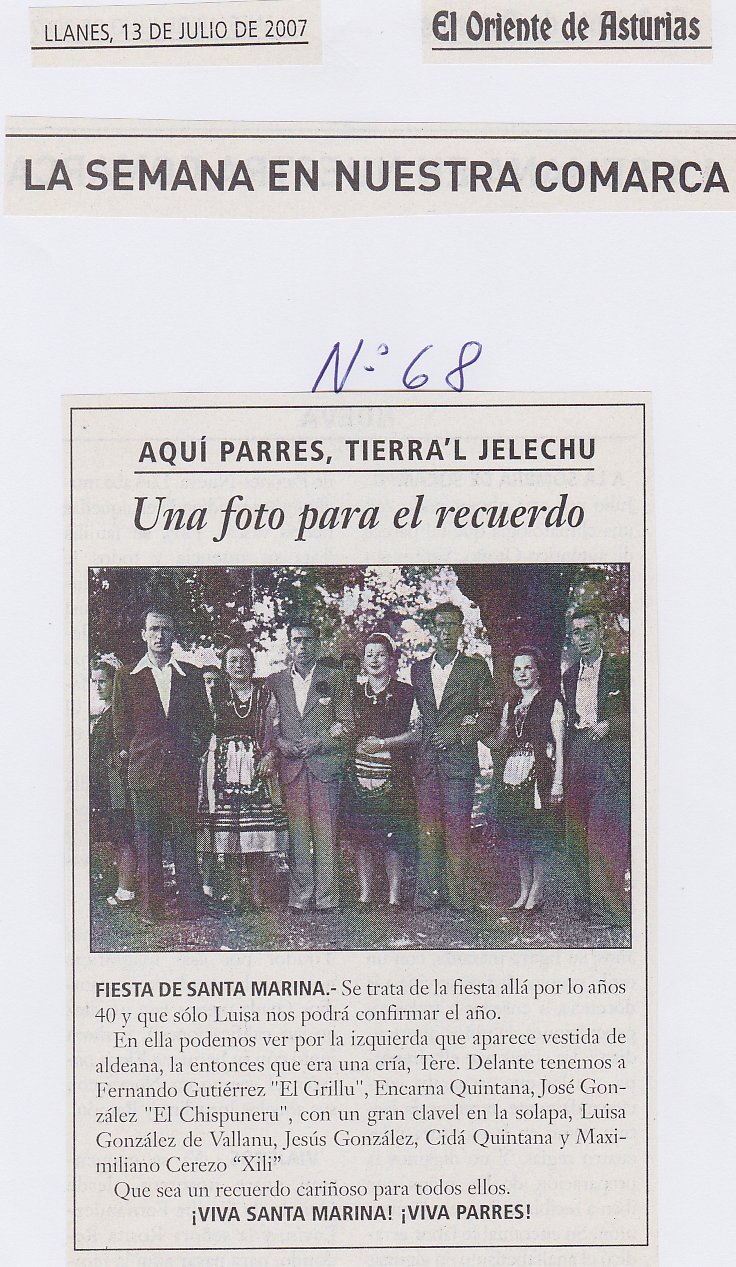 LLANES, 13 DE JULIO DE 2007
El Oriente de Asturias
LA SEMANA EN NUESTRA COMARCA
Nº 68
AQUÍ PARRES, TIERRA'L JELECHU
Una foto para el recuerdo
FIESTA DE SANTA MARINA.- Se trata de la fiesta allá por lo años
40 y que sólo Luisa nos podrá confirmar el año.
En ella podemos ver por la izquierda que aparece vestida de
aldeana, la entonces que era una cría, Tere. Delante tenemos a
Fernando Gutiérrez "El Grillu", Encarna Quintana, José Gon-
zález "El Chispuneru", con un gran clavel en la solapa, Luisa
González de Vallanu, Jesús González, Cidá Quintana y Maxi-
miliano Cerezo “Xili”
Que sea un recuerdo cariñoso para todos ellos.
¡VIVA SANTA MARINA! ¡VIVA PARRES!